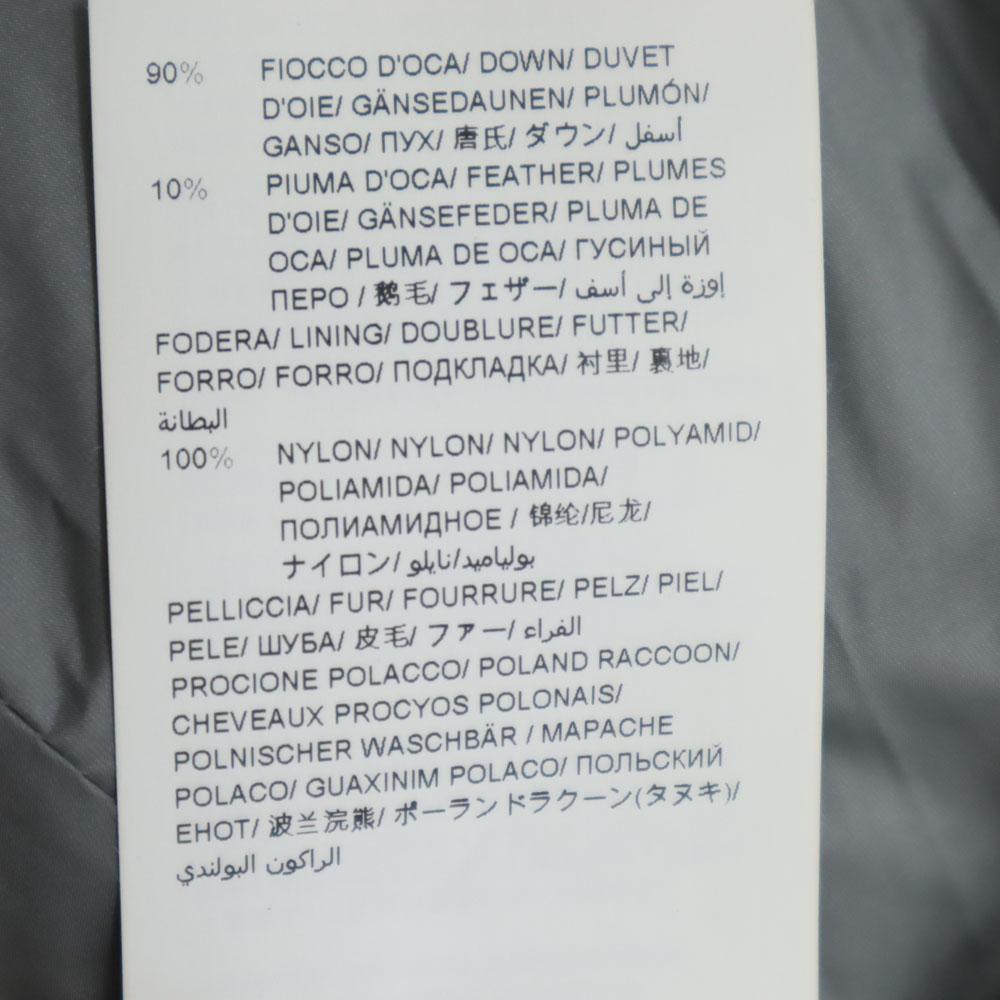 90% FIOCCO D'OCA/ DOWN/ DUVET
D'OIE/ GÄNSEDAUNEN/ PLUMÓN/
GANSO/ ПУХ/ 唐氏/ ダウン/ أسفل
10% PIUMA D'OCA/ FEATHER/ PLUMES
D'OIE/ GÄNSEFEDER/ PLUMA DE
OCA/ PLUMA DE OCA/ ГУСИНЫЙ
ПЕРО / 鹅毛/ フェザー/ إوزة إلى أسف
FODERA/ LINING/ DOUBLURE/ FUTTER/
FORRO/ FORRO/ ПОДКЛАДКА/ 衬里/ 裏地/
البطانة
100% NYLON/ NYLON/ NYLON/ POLYAMID/
POLIAMIDA/ POLIAMIDA/
ПОЛИАМИДНОЕ / 锦纶/尼龙/
ナイロン/ بولياميد/نايلو
PELLICCIA/ FUR/ FOURRURE/ PELZ/ PIEL/
PELE/ ШУБА/ 皮毛/ ファー/ الفراء
PROCIONE POLACCO/ POLAND RACCOON/
CHEVEAUX PROCYOS POLONAIS/
POLNISCHER WASCHBÄR / MAPACHE
POLACO/ GUAXINIM POLACO/ ПОЛЬСКИЙ
ЕНОТ/ 波兰浣熊/ ポーランドラクーン(タヌキ)/
الراكون البولندي